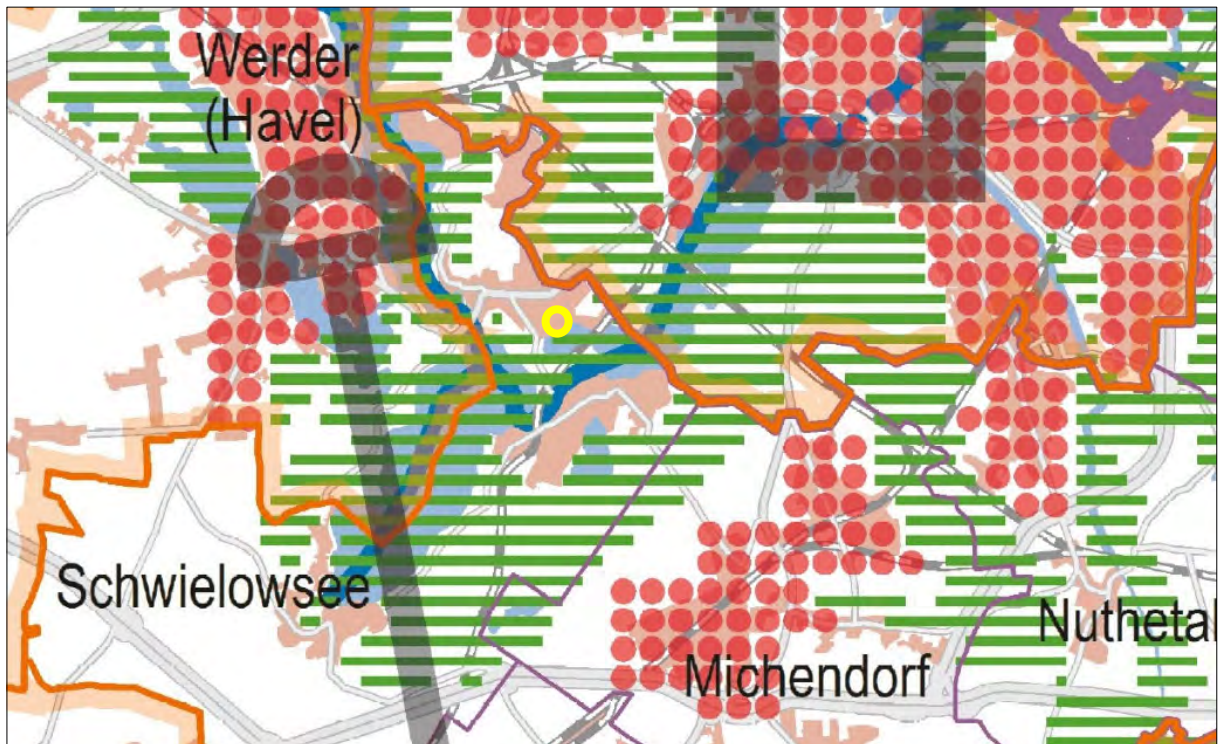 Werder
(Havel)
Schwielowsee
Michendorf
Nuthetal